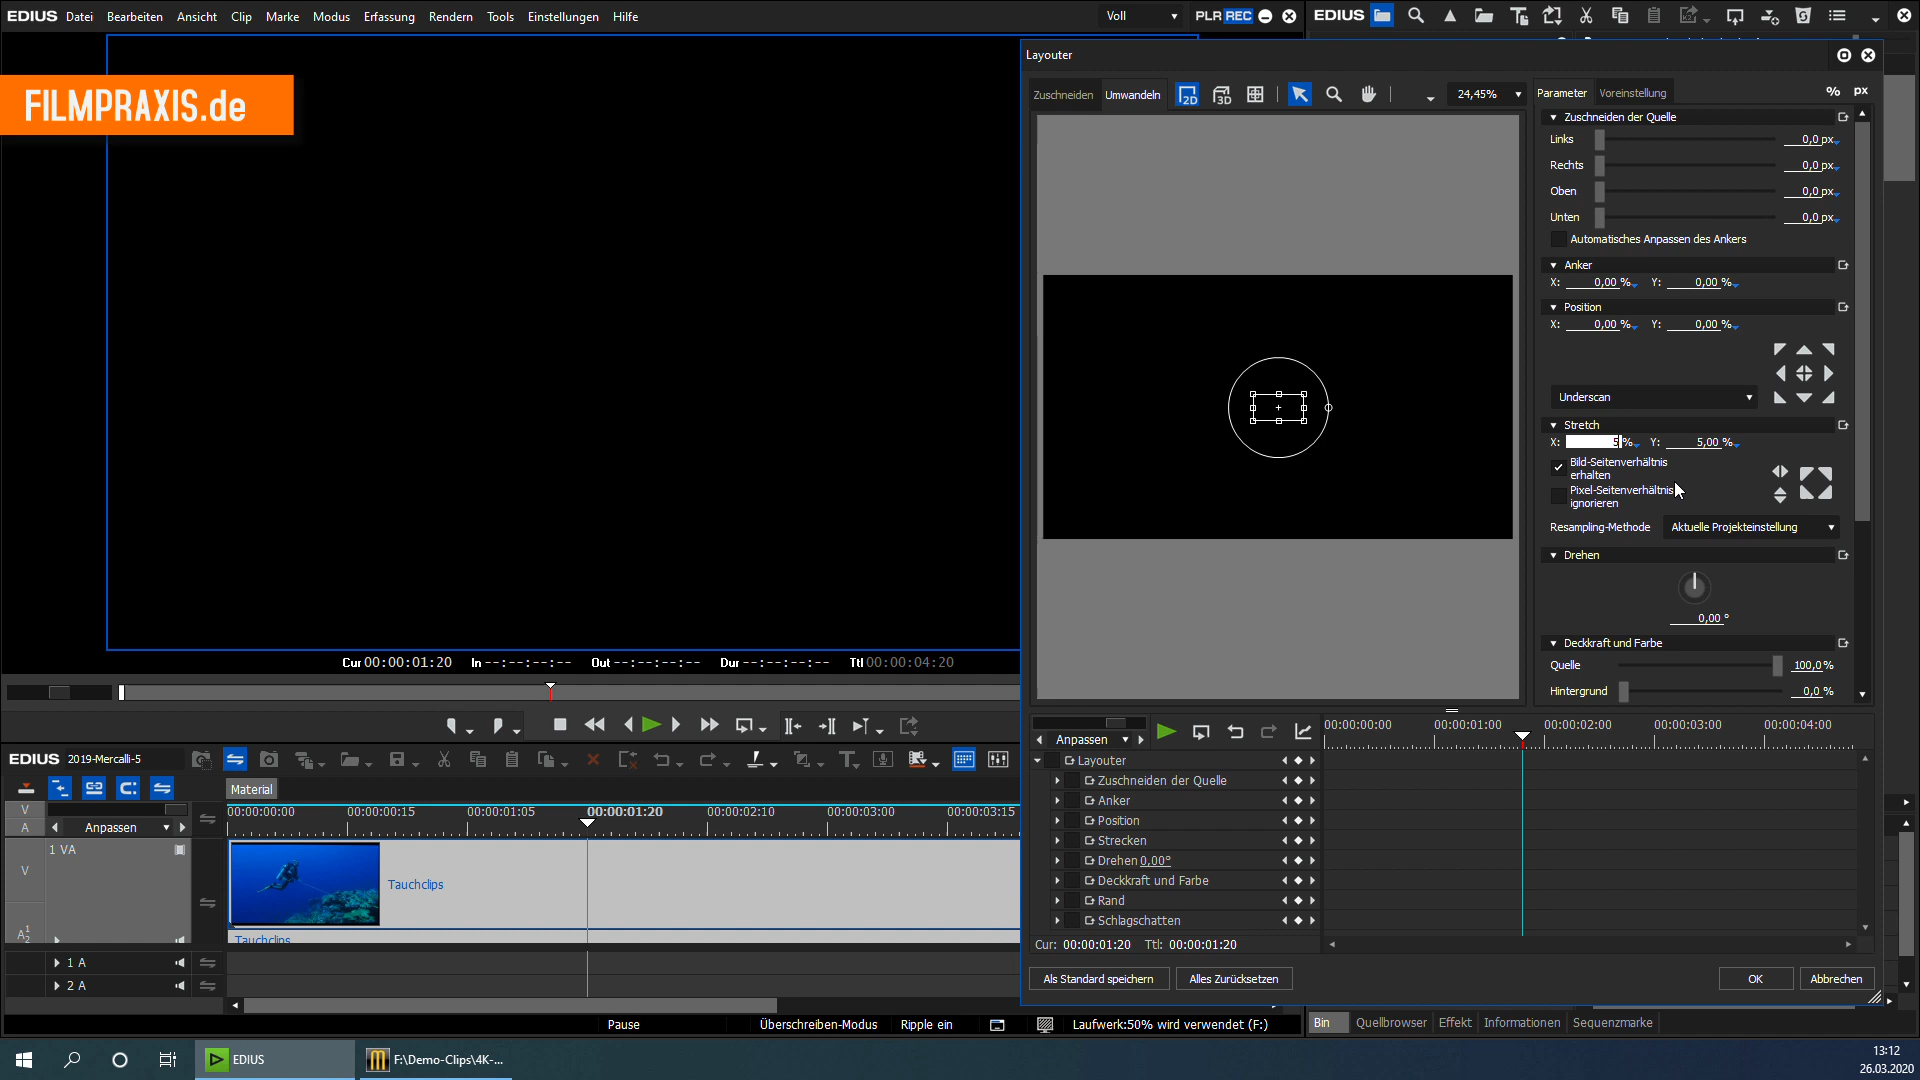 EDIUS Datei Bearbeiten Ansicht Clip Marke Modus Erfassung Rendern Tools Einstellungen Hilfe
Voll PLR REC
EDIUS
FILMPRAXIS.de
Layouter
Zuschneiden Umwandeln 2D 3D 24,45%
Parameter Voreinstellung % px
Zuschneiden der Quelle
Links 0,0 px
Rechts 0,0 px
Oben 0,0 px
Unten 0,0 px
Automatisches Anpassen des Ankers
Anker
X: 0,00 % Y: 0,00 %
Position
X: 0,00 % Y: 0,00 %
Underscan
Stretch
X: 5 % Y: 5,00 %
Bild-Seitenverhältnis
erhalten
Pixel-Seitenverhältnis
ignorieren
Resampling-Methode Aktuelle Projekteinstellung
Drehen
0,00 °
Deckkraft und Farbe
Quelle 100,0 %
Hintergrund 0,0 %
Cur 00:00:01:20 In --:--:--:-- Out --:--:--:-- Dur --:--:--:-- Ttl 00:00:04:20
Anpassen
00:00:00:00 00:00:01:00 00:00:02:00 00:00:03:00 00:00:04:00
Layouter
Zuschneiden der Quelle
Anker
Position
Strecken
Drehen 0,00°
Deckkraft und Farbe
Rand
Schlagschatten
Cur: 00:00:01:20 Ttl: 00:00:01:20
Als Standard speichern Alles Zurücksetzen OK Abbrechen
EDIUS 2019-Mercalli-5
Material
V
A
Anpassen
00:00:00:00 00:00:00:15 00:00:01:05 00:00:01:20 00:00:02:10 00:00:03:00 00:00:03:15
1 VA
V
Tauchclips
A 1 2
Tauchclips
1 A
2 A
Pause Überschreiben-Modus Ripple ein Laufwerk:50% wird verwendet (F:)
Bin Quellbrowser Effekt Informationen Sequenzmarke
EDIUS F:\Demo-Clips\4K-...
13:12
26.03.2020